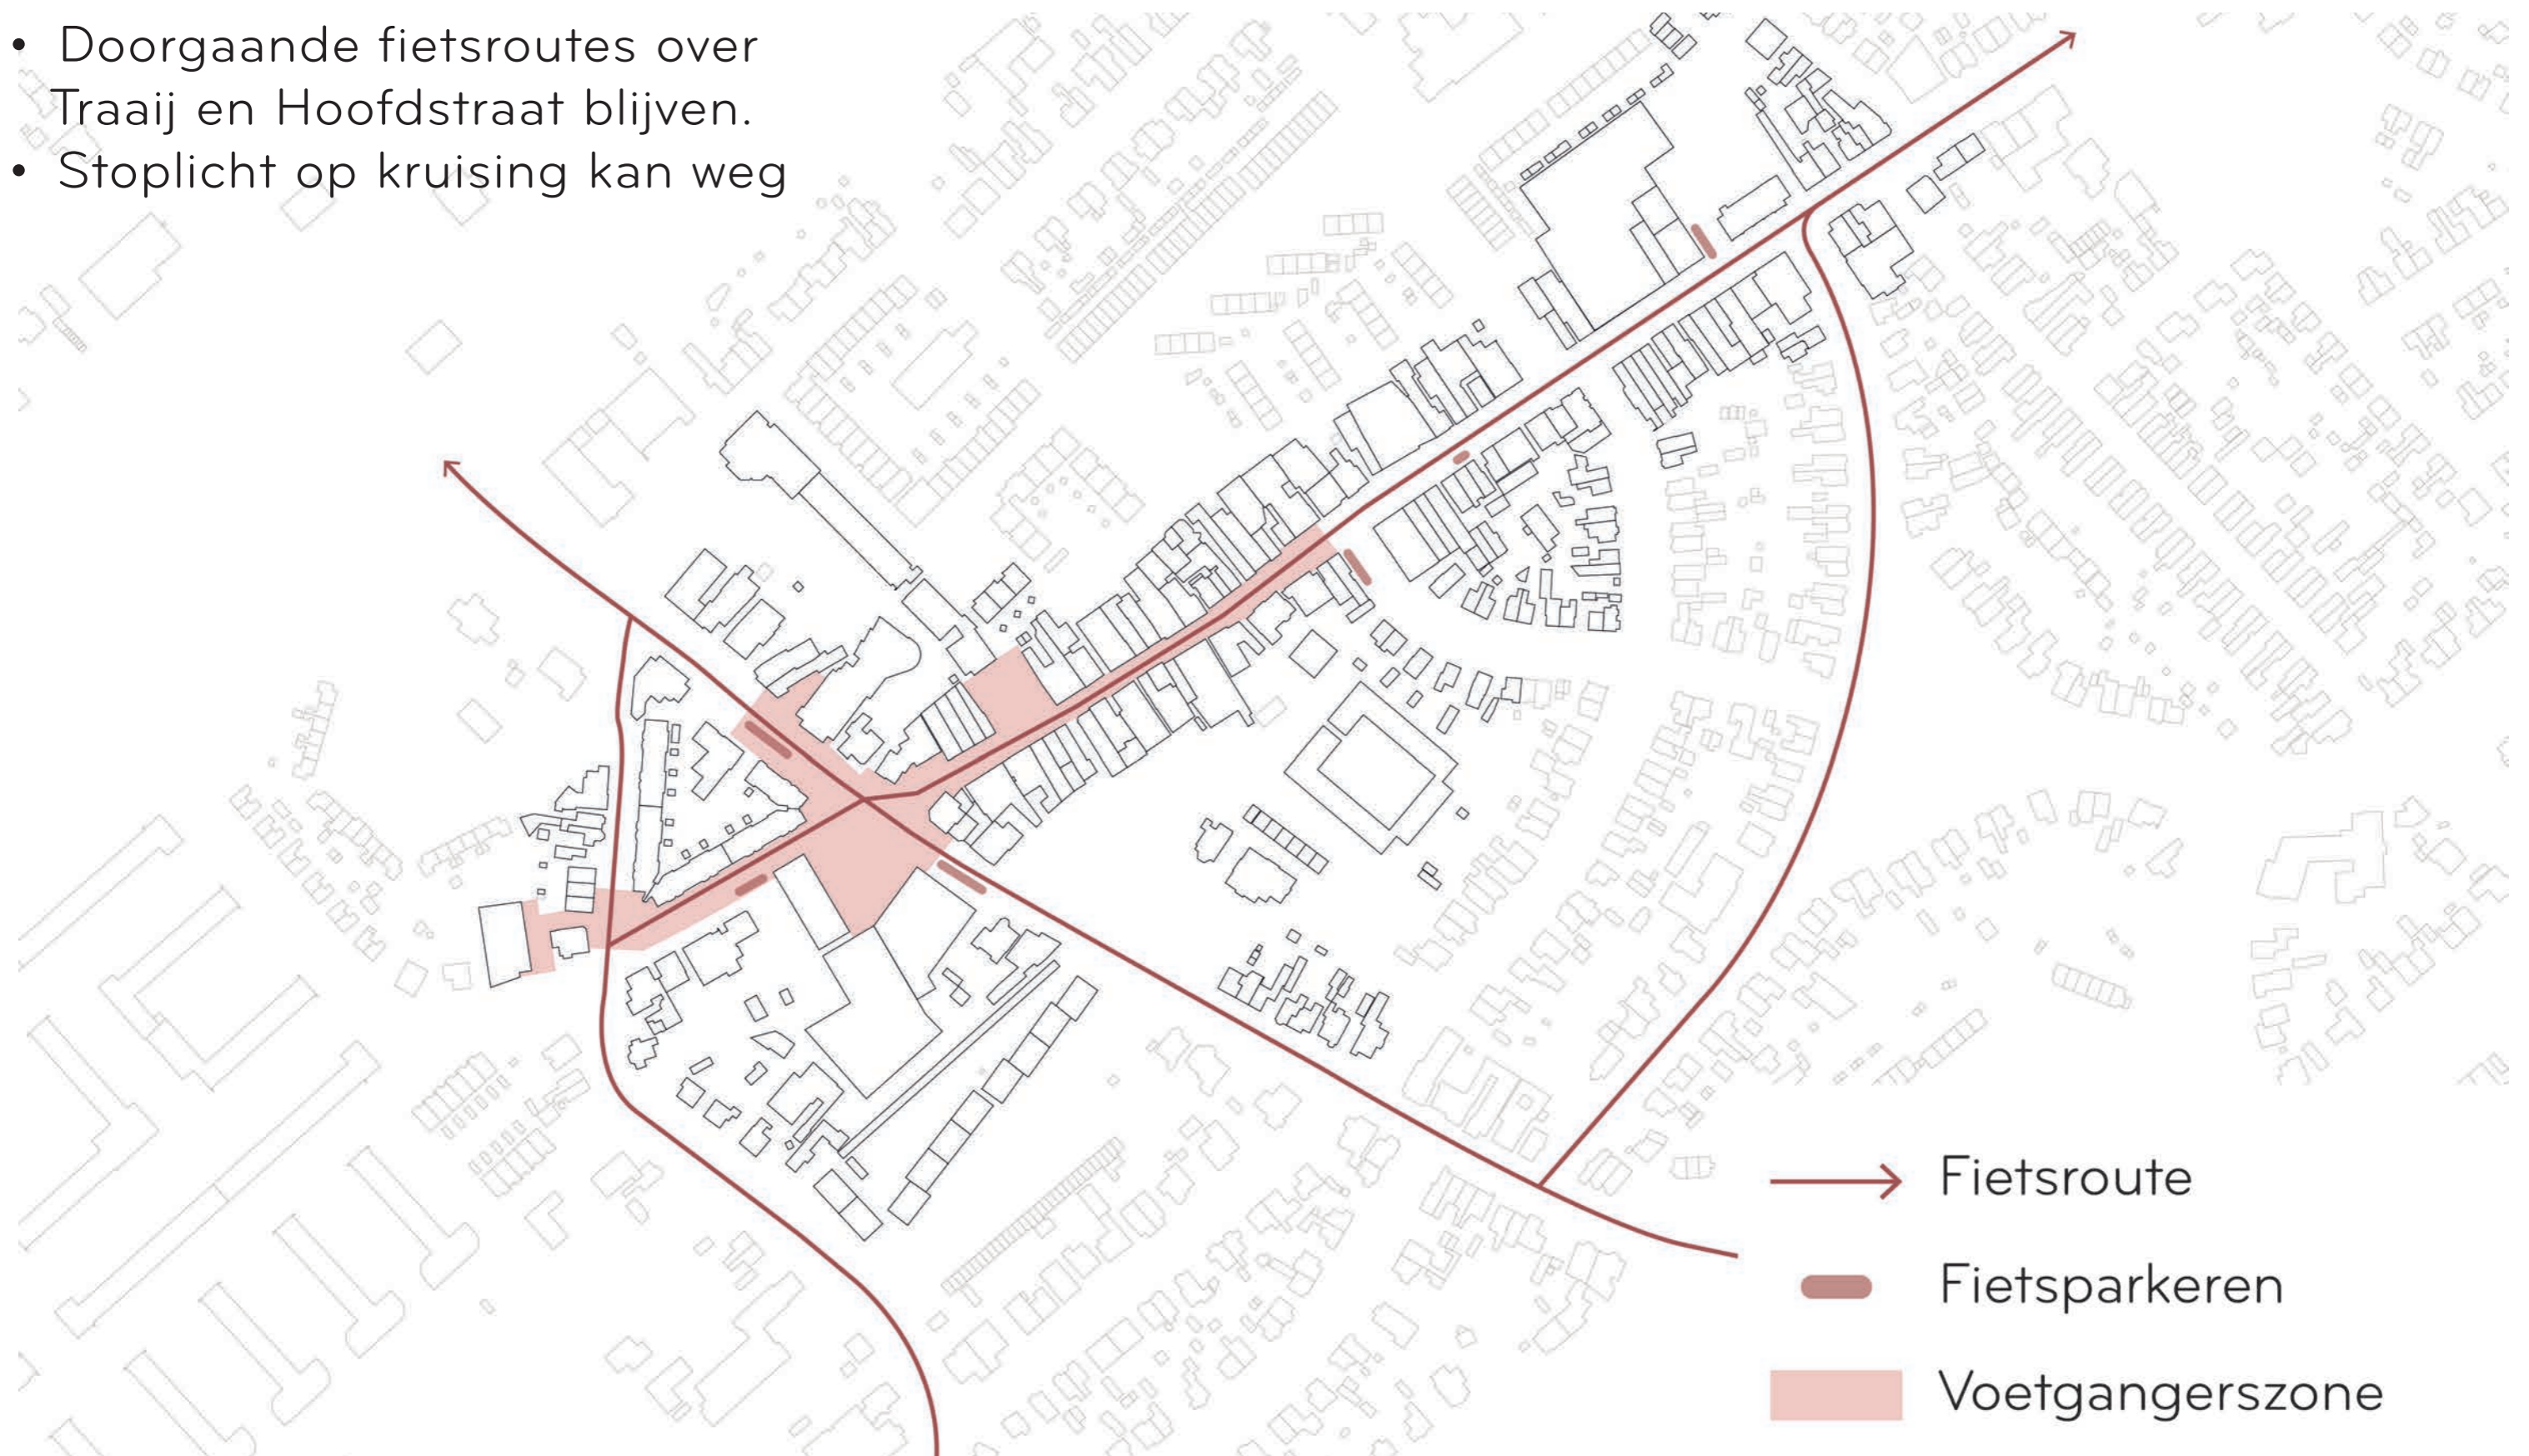 • Doorgaande fietsroutes over
Traaij en Hoofdstraat blijven.
• Stoplicht op kruising kan weg
Fietsroute
Fietsparkeren
Voetgangerszone